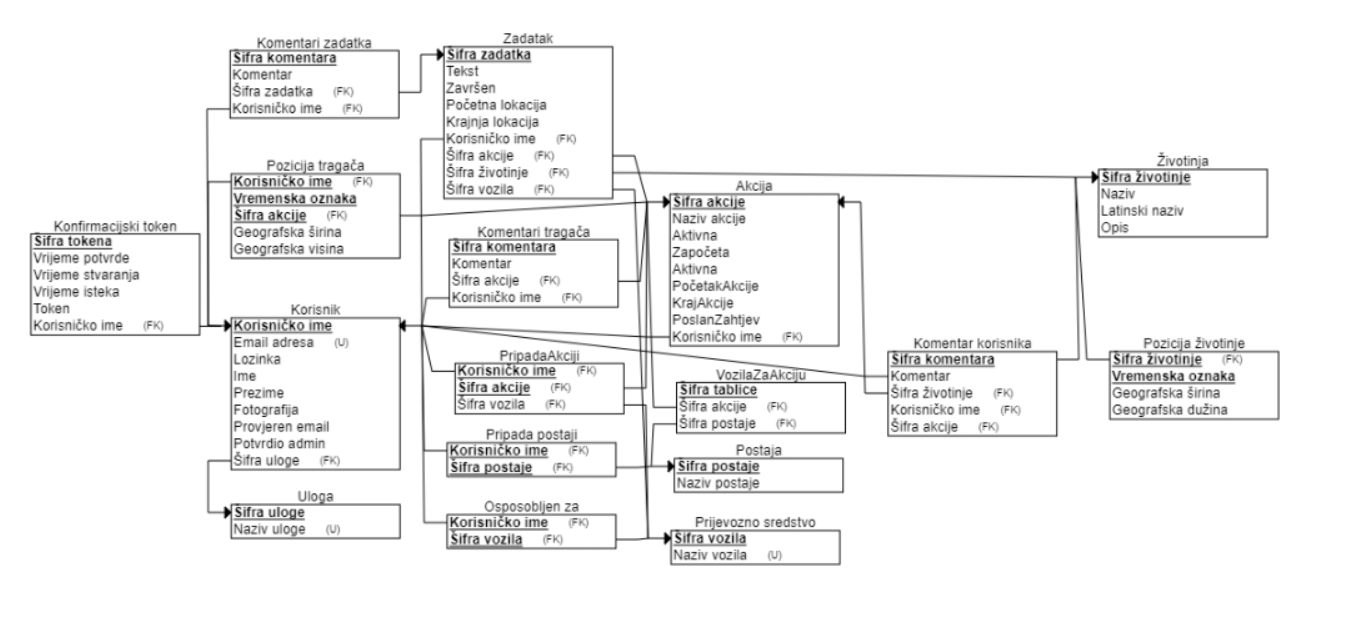 Komentari zadatka
Šifra komentara
Komentar
Šifra zadatka (FK)
Korisničko ime (FK)
Zadatak
Šifra zadatka
Tekst
Završen
Početna lokacija
Krajnja lokacija
Korisničko ime (FK)
Šifra akcije (FK)
Šifra životinje (FK)
Šifra vozila (FK)
Pozicija tragača
Korisničko ime (FK)
Vremenska oznaka
Šifra akcije (FK)
Geografska širina
Geografska visina
Životinja
Šifra životinje
Naziv
Latinski naziv
Opis
Akcija
Šifra akcije
Naziv akcije
Aktivna
Započeta
Aktivna
PočetakAkcije
KrajAkcije
PoslanZahtjev
Korisničko ime (FK)
Konfirmacijski token
Šifra tokena
Vrijeme potvrde
Vrijeme stvaranja
Vrijeme isteka
Token
Korisničko ime (FK)
Komentari tragača
Šifra komentara
Komentar
Šifra akcije (FK)
Korisničko ime (FK)
Korisnik
Korisničko ime
Email adresa (U)
Lozinka
Ime
Prezime
Fotografija
Provjeren email
Potvrdio admin
Šifra uloge (FK)
PripadaAkciji
Korisničko ime (FK)
Šifra akcije (FK)
Šifra vozila (FK)
VozilaZaAkciju
Šifra tablice
Šifra akcije (FK)
Šifra postaje (FK)
Komentar korisnika
Šifra komentara
Komentar
Šifra životinje (FK)
Korisničko ime (FK)
Šifra akcije (FK)
Pozicija životinje
Šifra životinje (FK)
Vremenska oznaka
Geografska širina
Geografska dužina
Pripada postaji
Korisničko ime (FK)
Šifra postaje (FK)
Postaja
Šifra postaje
Naziv postaje
Uloga
Šifra uloge
Naziv uloge (U)
Osposobljen za
Korisničko ime (FK)
Šifra vozila (FK)
Prijevozno sredstvo
Šifra vozila
Naziv vozila (U)